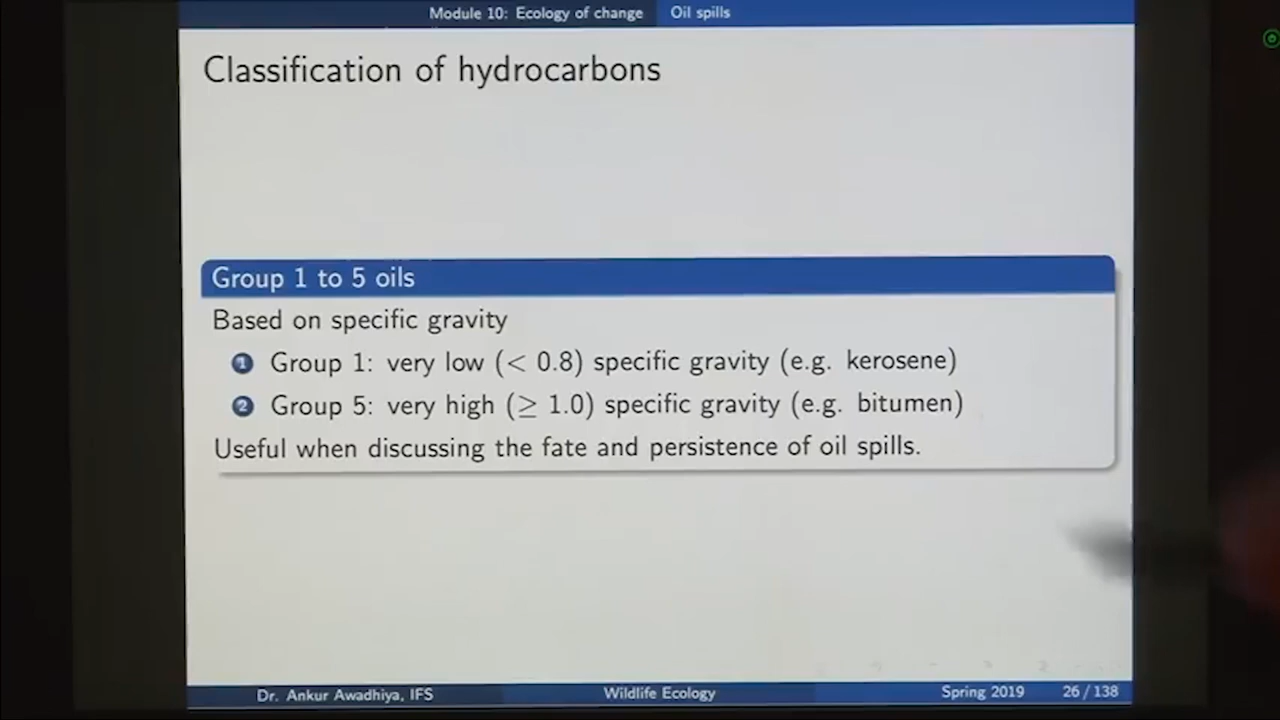 Module 10: Ecology of change Oil spills
Classification of hydrocarbons
Group 1 to 5 oils
Based on specific gravity
1 Group 1: very low (< 0.8) specific gravity (e.g. kerosene)
2 Group 5: very high (≥ 1.0) specific gravity (e.g. bitumen)
Useful when discussing the fate and persistence of oil spills.
Dr. Ankur Awadhiya, IFS Wildlife Ecology Spring 2019 26 / 138